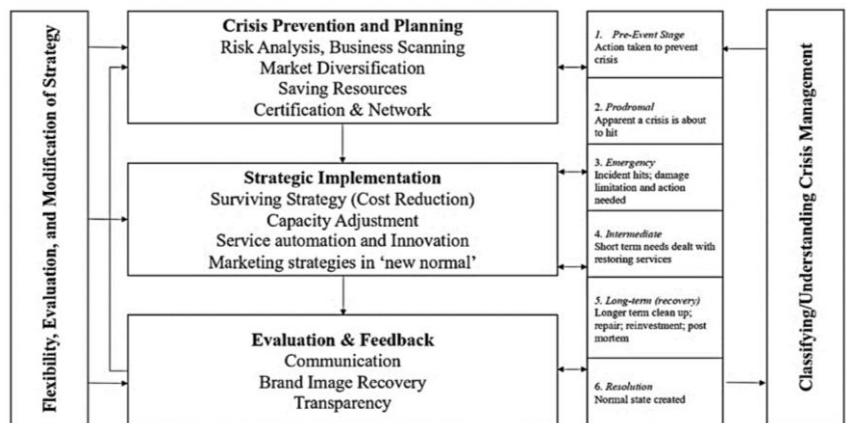 Flexibility, Evaluation, and Modification of Strategy
Crisis Prevention and Planning
Risk Analysis, Business Scanning
Market Diversification
Saving Resources
Certification & Network
Strategic Implementation
Surviving Strategy (Cost Reduction)
Capacity Adjustment
Service automation and Innovation
Marketing strategies in ‘new normal’
Evaluation & Feedback
Communication
Brand Image Recovery
Transparency
1. Pre-Event Stage
Action taken to prevent
crisis
2. Prodromal
Apparent a crisis is about
to hit
3. Emergency
Incident hits; damage
limitation and action
needed
4. Intermediate
Short term needs dealt with
restoring services
5. Long-term (recovery)
Longer term clean up;
repair; reinvestment; post
mortem
6. Resolution
Normal state created
Classifying/Understanding Crisis Management